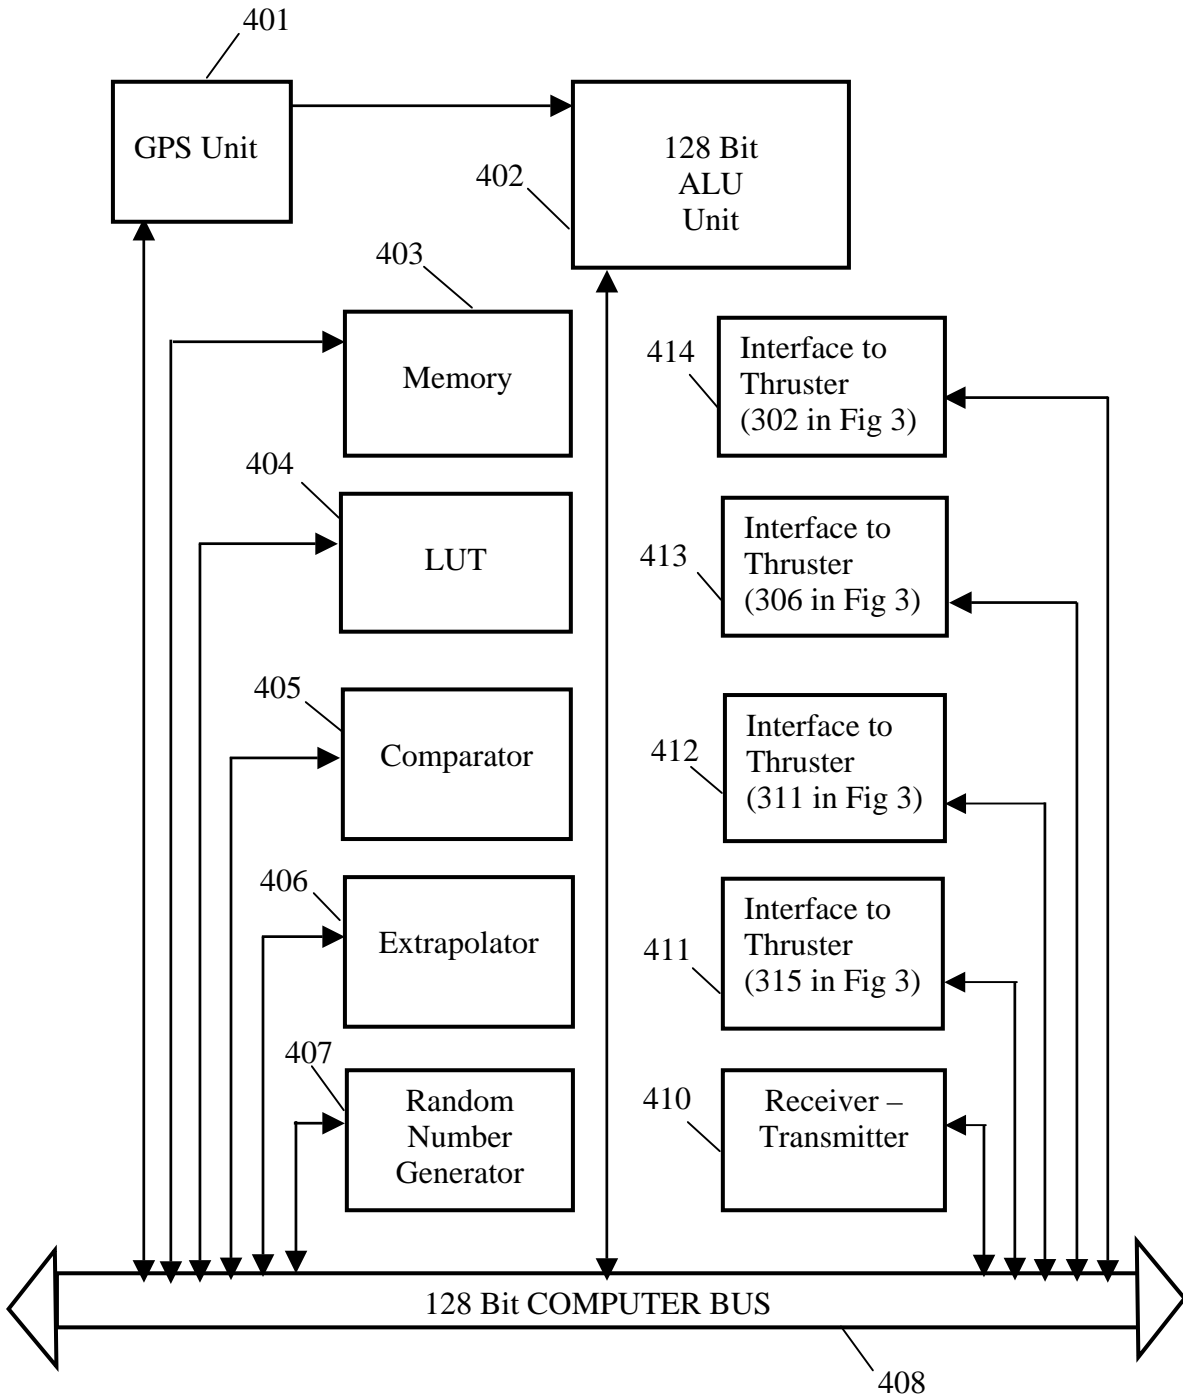 401
GPS Unit
128 Bit
ALU
Unit
402
403
Memory
414
Interface to
Thruster
(302 in Fig 3)
404
LUT
413
Interface to
Thruster
(306 in Fig 3)
405
Comparator
412
Interface to
Thruster
(311 in Fig 3)
406
Extrapolator
411
Interface to
Thruster
(315 in Fig 3)
407
Random
Number
Generator
410
Receiver –
Transmitter
128 Bit COMPUTER BUS
408